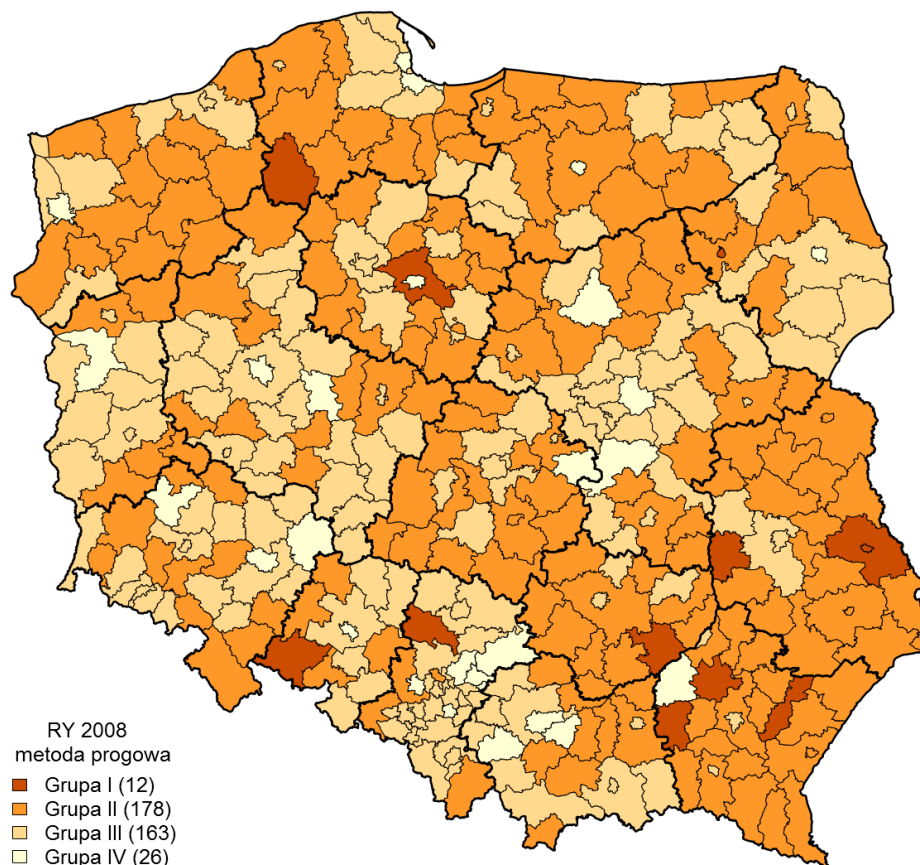 RY 2008
metoda progowa
Grupa I (12)
Grupa II (178)
Grupa III (163)
Grupa IV (26)